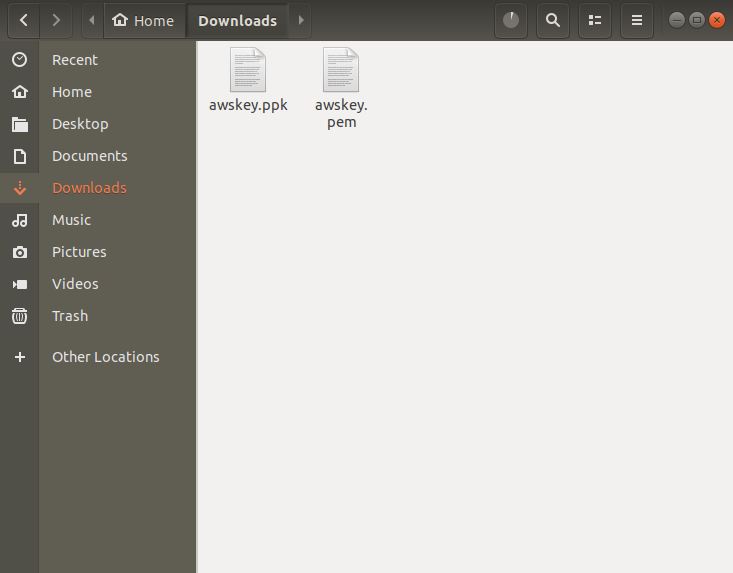 Home
Downloads
Recent
Home
Desktop
Documents
Downloads
Music
Pictures
Videos
Trash
Other Locations
awskey.ppk
awskey.
pem